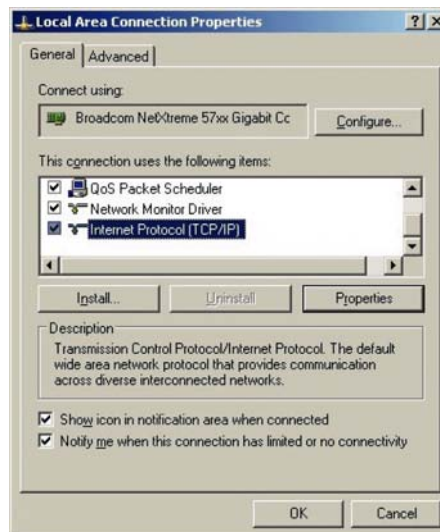 Local Area Connection Properties
General Advanced
Connect using:
Broadcom NetXtreme 57xx Gigabit Cc
Configure...
This connection uses the following items:
QoS Packet Scheduler
Network Monitor Driver
Internet Protocol (TCP/IP)
Install... Uninstall Properties
Description
Transmission Control Protocol/Internet Protocol. The default
wide area network protocol that provides communication
across diverse interconnected networks.
Show icon in notification area when connected
Notify me when this connection has limited or no connectivity
OK Cancel